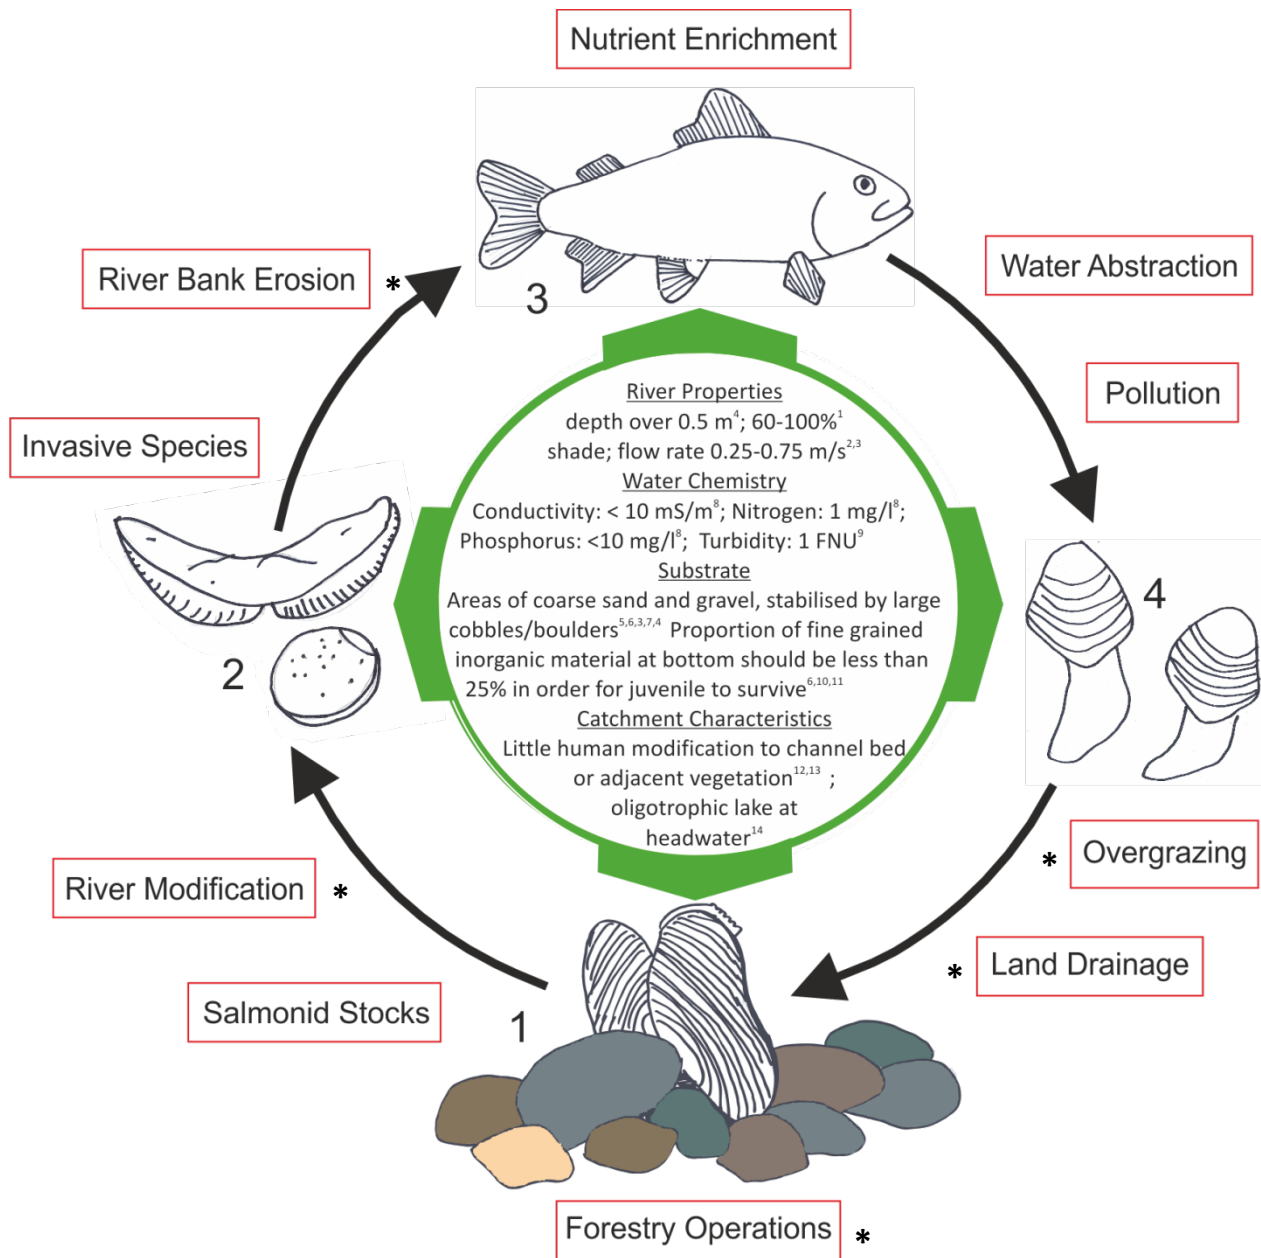 Nutrient Enrichment
River Bank Erosion *
Water Abstraction
3
Pollution
Invasive Species
River Properties
depth over 0.5 m⁴; 60-100%¹
shade; flow rate 0.25-0.75 m/s²,³
Water Chemistry
Conductivity: < 10 mS/m⁸; Nitrogen: 1 mg/l⁸;
Phosphorus: <10 mg/l⁸; Turbidity: 1 FNU⁹
Substrate
Areas of coarse sand and gravel, stabilised by large
cobbles/boulders⁵,⁶,³,⁷,⁴ Proportion of fine grained
inorganic material at bottom should be less than
25% in order for juvenile to survive⁶,¹⁰,¹¹
Catchment Characteristics
Little human modification to channel bed
or adjacent vegetation¹²,¹³ ;
oligotrophic lake at
headwater¹⁴
4
2
* Overgrazing
River Modification *
* Land Drainage
Salmonid Stocks
1
Forestry Operations *